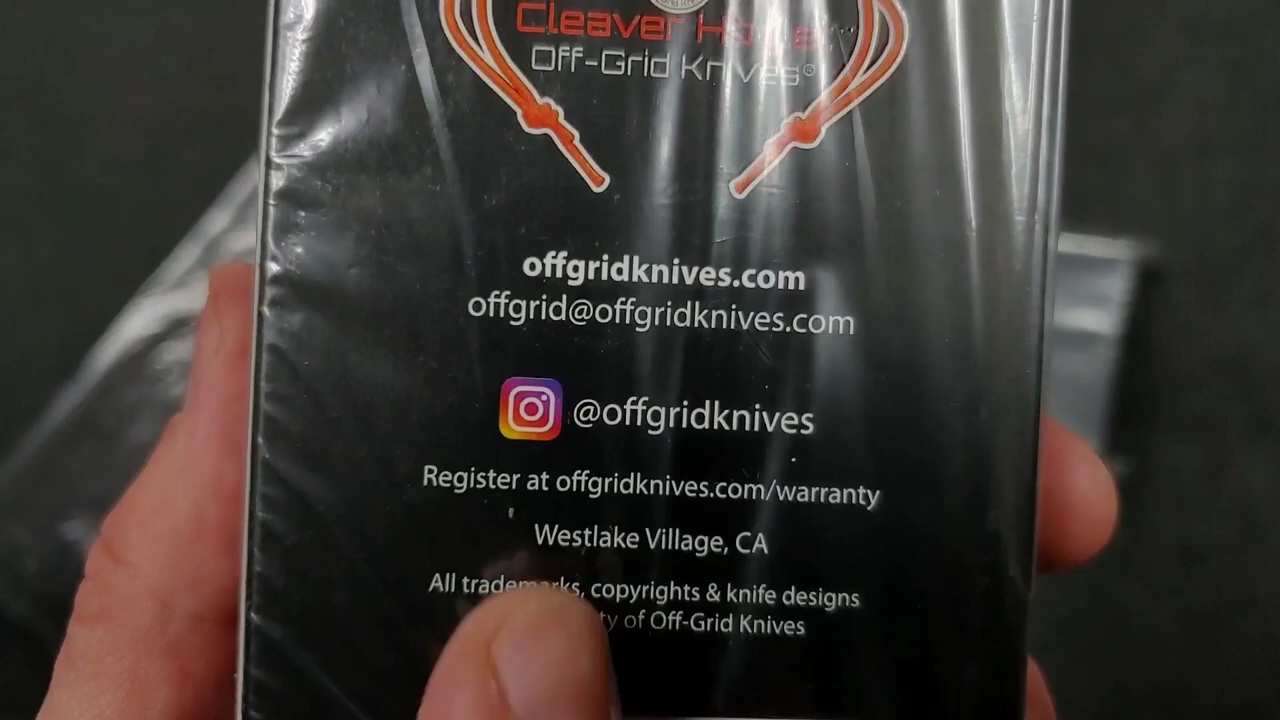 Cleaver
Off-Grid Knives®
offgridknives.com
offgrid@offgridknives.com
@offgridknives
Register at offgridknives.com/warranty
Westlake Village, CA
All trademarks, copyrights & knife designs
of Off-Grid Knives